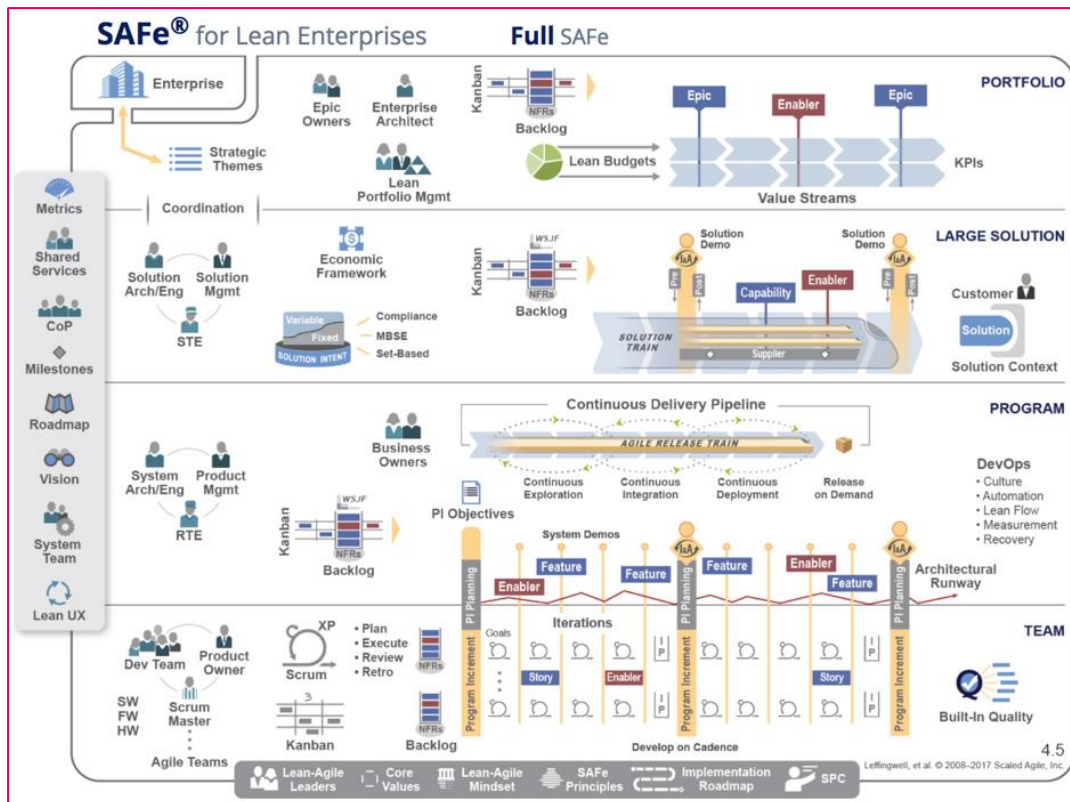 SAFe® for Lean Enterprises
Full SAFe
Enterprise
Epic
Owners
Enterprise
Architect
Kanban
NFRs
Backlog
Epic
Enabler
Epic
PORTFOLIO
Strategic
Themes
Lean
Portfolio Mgmt
Lean Budgets
KPIs
Value Streams
Metrics
Shared
Services
CoP
Milestones
Roadmap
Vision
System
Team
Lean UX
Coordination
Solution
Arch/Eng
Solution
Mgmt
STE
Economic
Framework
Variable
Fixed
SOLUTION INTENT
Compliance
MBSE
Set-Based
Kanban
WSJF
NFRs
Backlog
Solution
Demo
I&A
Pre
Post
Capability
Enabler
Solution
Demo
I&A
Pre
Post
SOLUTION
TRAIN
Supplier
LARGE SOLUTION
Customer
Solution
Solution Context
PROGRAM
Business
Owners
Continuous Delivery Pipeline
AGILE RELEASE TRAIN
Continuous
Exploration
Continuous
Integration
Continuous
Deployment
Release
on Demand
DevOps
• Culture
• Automation
• Lean Flow
• Measurement
• Recovery
System
Arch/Eng
Product
Mgmt
RTE
Kanban
WSJF
NFRs
Backlog
PI Objectives
System Demos
PI Planning
Enabler
Feature
Feature
I&A
PI Planning
Feature
Enabler
Feature
I&A
PI Planning
Architectural
Runway
TEAM
Dev Team
Product
Owner
Scrum
Master
SW
FW
HW
Agile Teams
XP
Scrum
• Plan
• Execute
• Review
• Retro
3
Kanban
NFRs
NFRs
Backlog
Program Increment
Goals
Iterations
Story
Enabler
I P
I P
Program Increment
Story
I P
I P
Program Increment
Develop on Cadence
Built-In Quality
4.5
Leffingwell, et al. © 2008–2017 Scaled Agile, Inc.
Lean-Agile
Leaders
Core
Values
Lean-Agile
Mindset
SAFe
Principles
Implementation
Roadmap
SPC